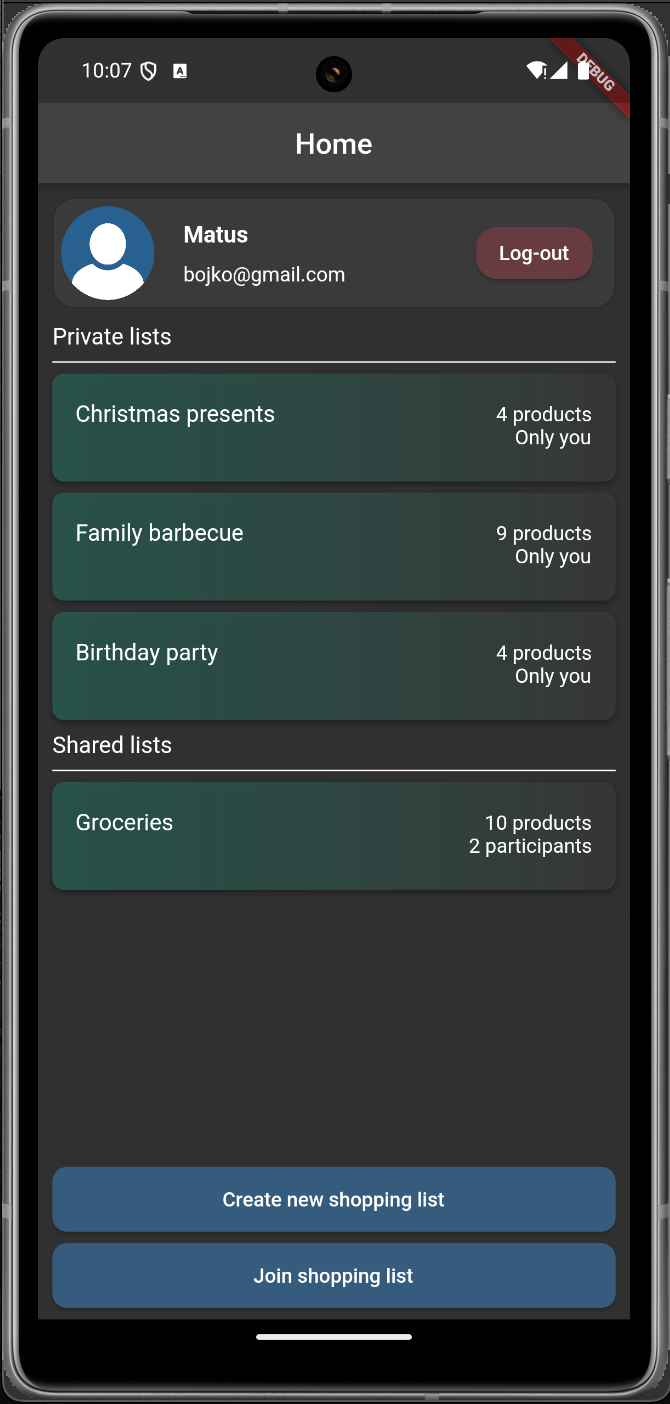 10:07
A
DEBUG
Home
Matus
bojko@gmail.com
Log-out
Private lists
Christmas presents
4 products
Only you
Family barbecue
9 products
Only you
Birthday party
4 products
Only you
Shared lists
Groceries
10 products
2 participants
Create new shopping list
Join shopping list